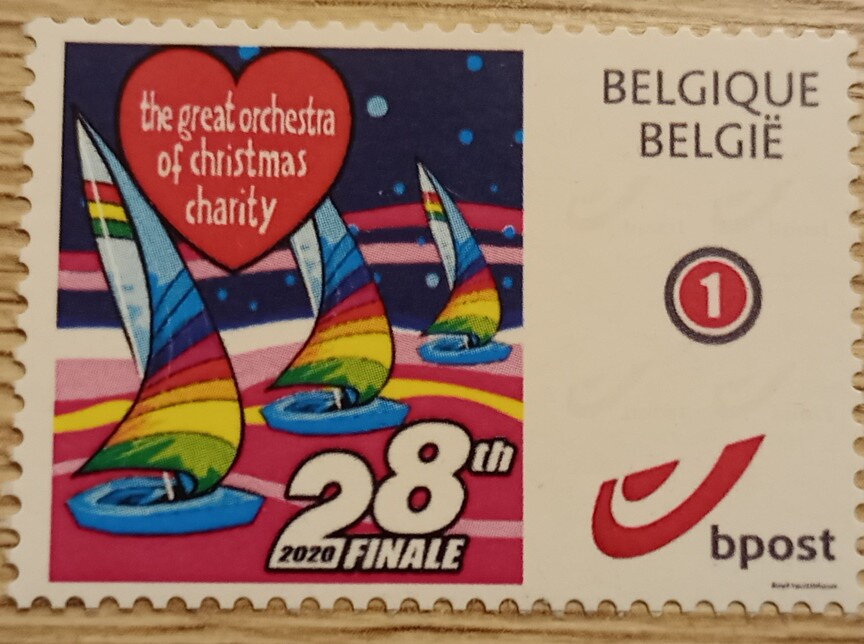 the great orchestra
of christmas
charity
28th
2020 FINALE
BELGIQUE
BELGIË
1
bpost